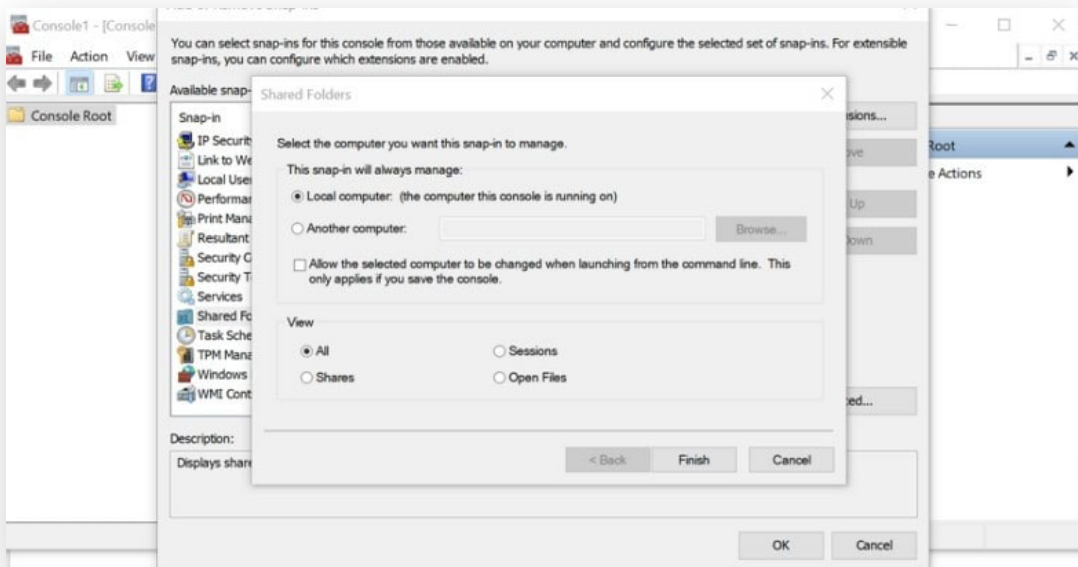 Console1 - [Console
File Action View
Console Root
You can select snap-ins for this console from those available on your computer and configure the selected set of snap-ins. For extensible
snap-ins, you can configure which extensions are enabled.
Available snap-
Snap-in
IP Securit
Link to We
Local Use
Performan
Print Mana
Resultant
Security C
Security T
Services
Shared Fo
Task Sche
TPM Mana
Windows
WMI Cont
Description:
Displays share
Shared Folders
Select the computer you want this snap-in to manage.
This snap-in will always manage:
Local computer: (the computer this console is running on)
Another computer:
Browse...
Allow the selected computer to be changed when launching from the command line. This
only applies if you save the console.
View
All
Sessions
Shares
Open Files
< Back
Finish
Cancel
sions...
ove
Up
Down
ced...
OK
Cancel
Root
e Actions